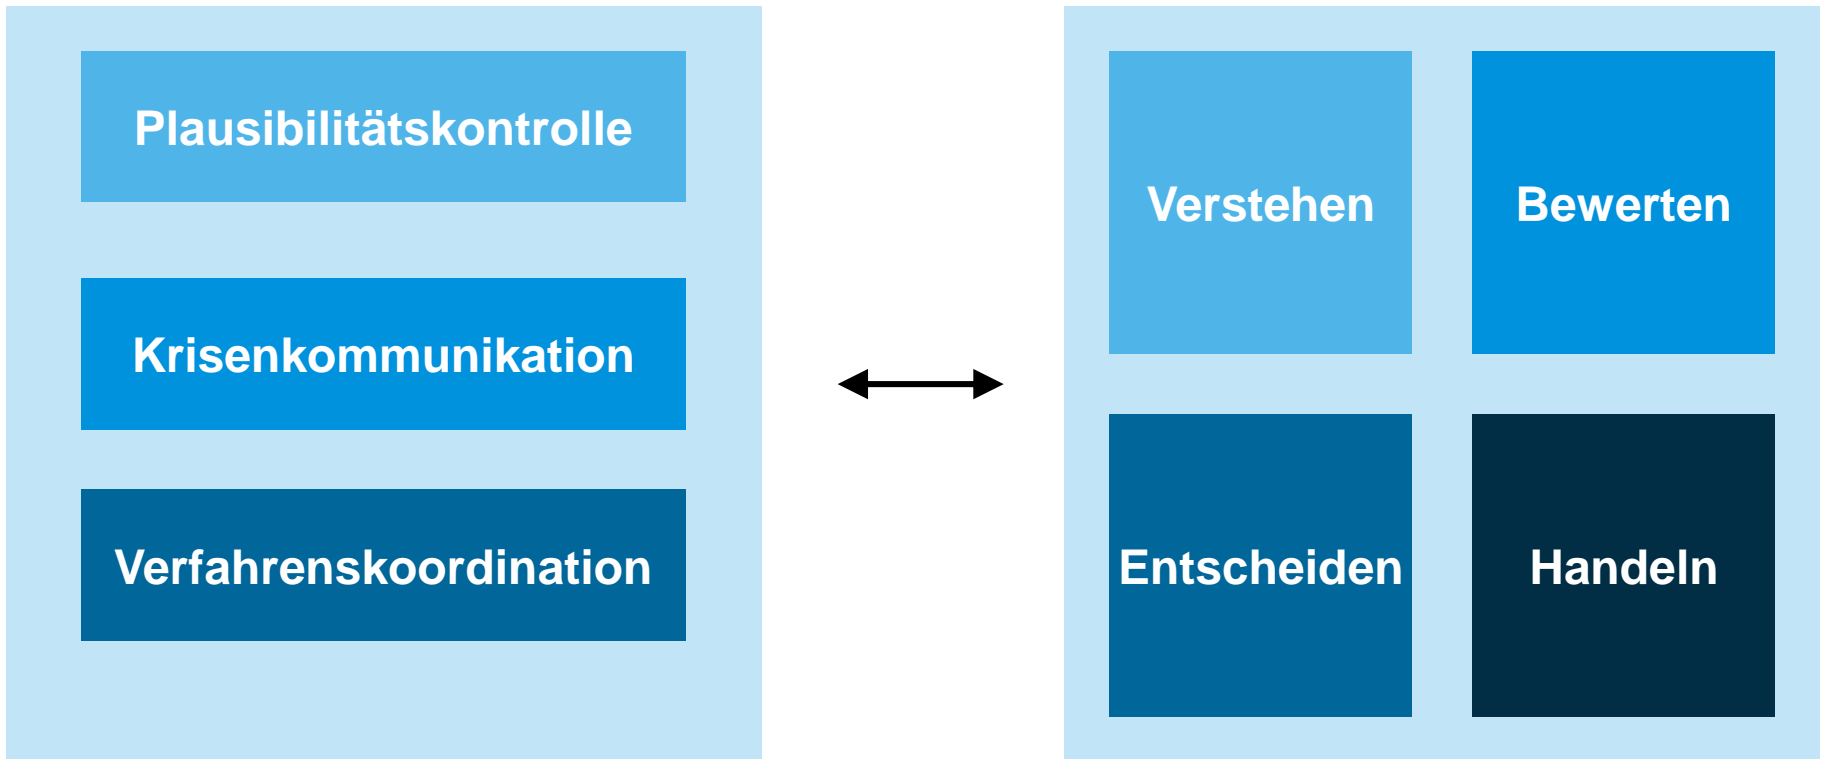 Plausibilitätskontrolle
Krisenkommunikation
Verfahrenskoordination
Verstehen
Bewerten
Entscheiden
Handeln